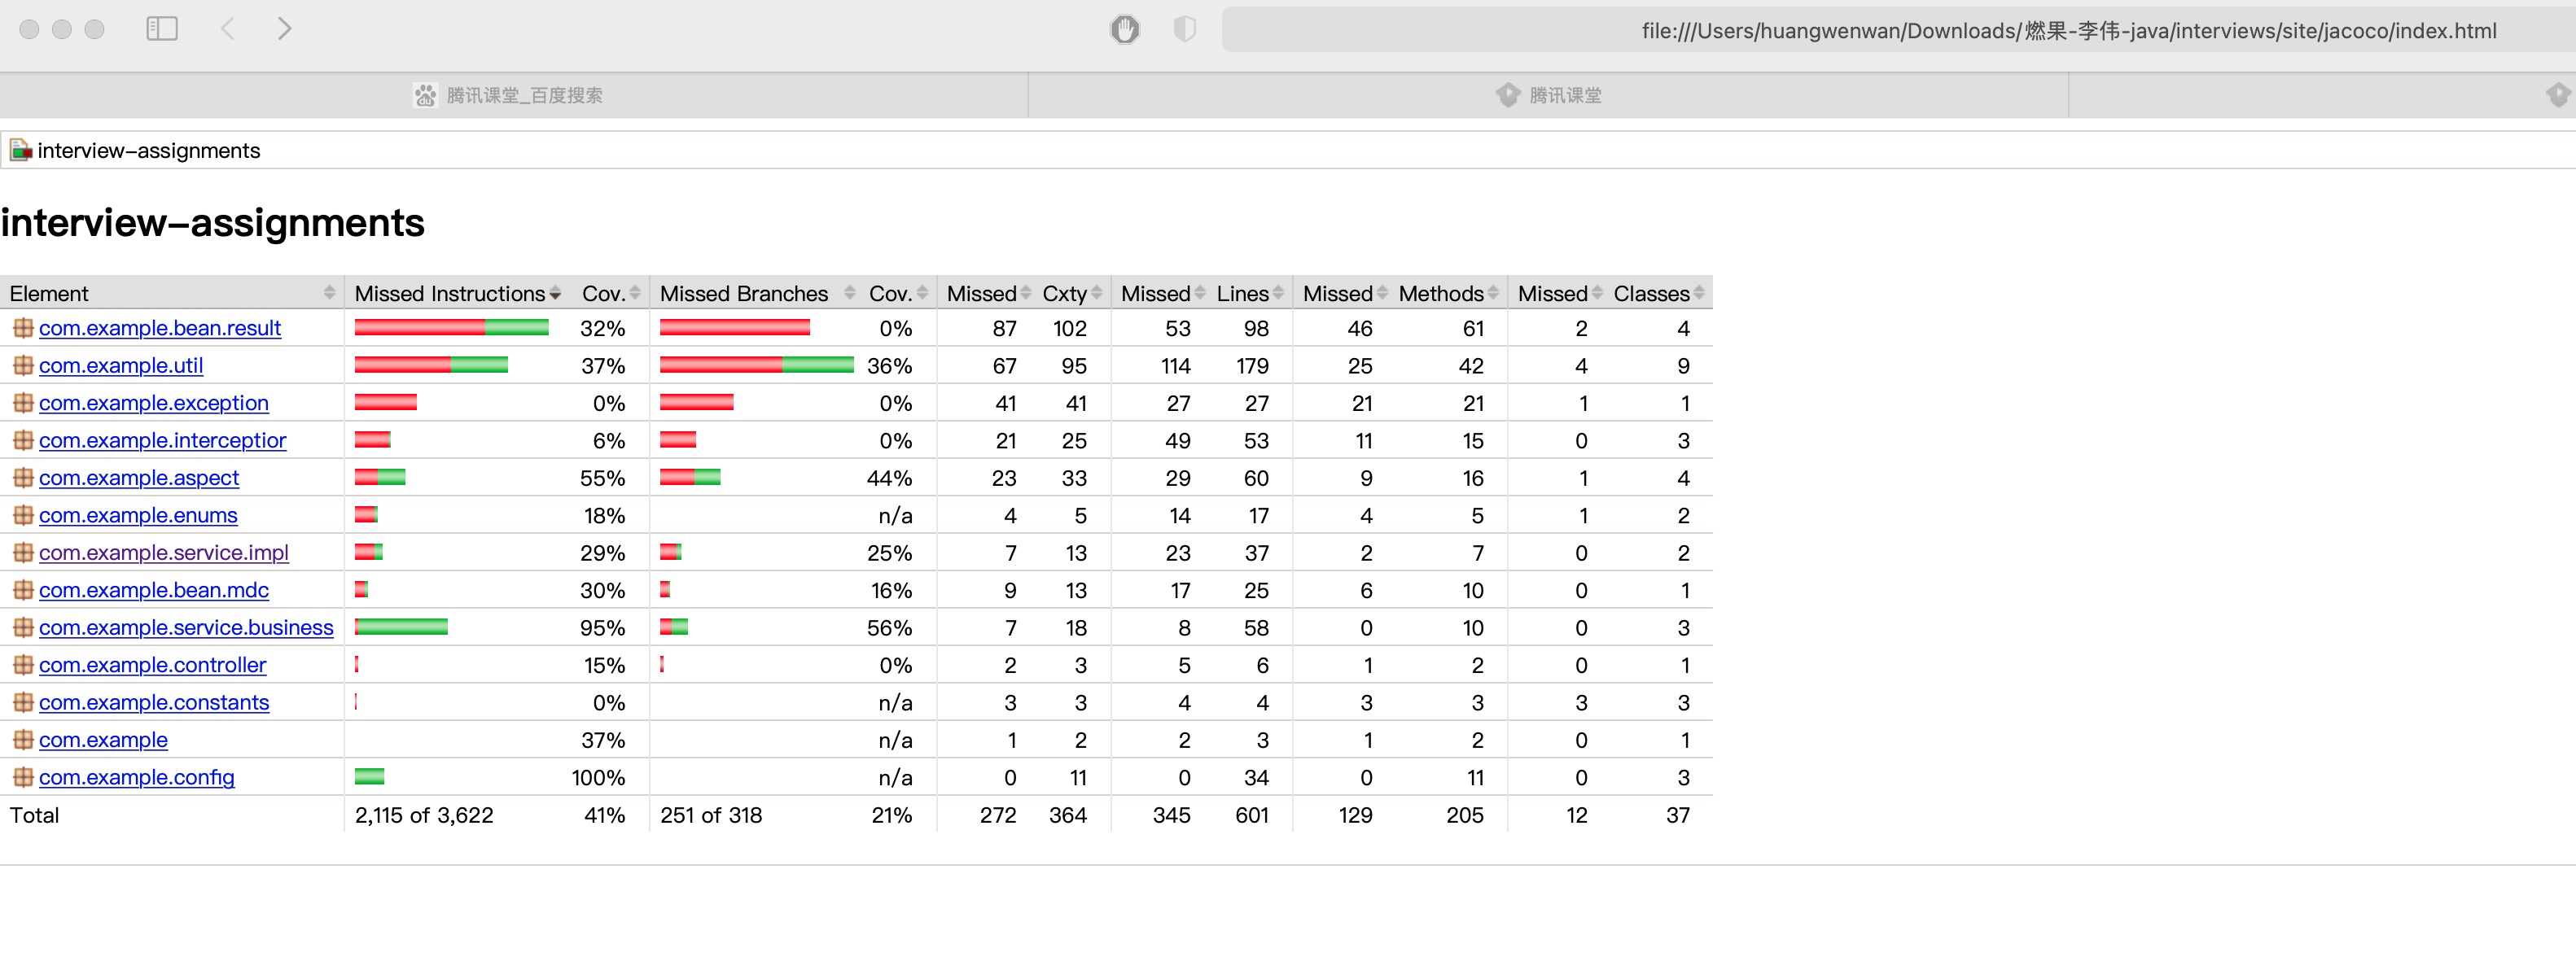 file:///Users/huangwenwan/Downloads/燃果-李伟-java/interviews/site/jacoco/index.html
腾讯课堂_百度搜索 腾讯课堂
interview-assignments
interview-assignments
Element Missed Instructions Cov. Missed Branches Cov. Missed Cxty Missed Lines Missed Methods Missed Classes
com.example.bean.result 32% 0% 87 102 53 98 46 61 2 4
com.example.util 37% 36% 67 95 114 179 25 42 4 9
com.example.exception 0% 0% 41 41 27 27 21 21 1 1
com.example.interceptior 6% 0% 21 25 49 53 11 15 0 3
com.example.aspect 55% 44% 23 33 29 60 9 16 1 4
com.example.enums 18% n/a 4 5 14 17 4 5 1 2
com.example.service.impl 29% 25% 7 13 23 37 2 7 0 2
com.example.bean.mdc 30% 16% 9 13 17 25 6 10 0 1
com.example.service.business 95% 56% 7 18 8 58 0 10 0 3
com.example.controller 15% 0% 2 3 5 6 1 2 0 1
com.example.constants 0% n/a 3 3 4 4 3 3 3 3
com.example 37% n/a 1 2 2 3 1 2 0 1
com.example.config 100% n/a 0 11 0 34 0 11 0 3
Total 2,115 of 3,622 41% 251 of 318 21% 272 364 345 601 129 205 12 37